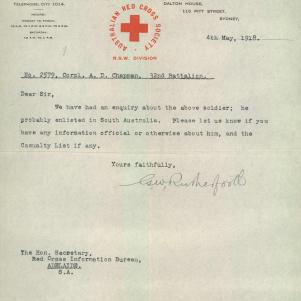 TELEPHONE, CITY 1014.
AUSTRALIAN RED CROSS SOCIETY
N.S.W. DIVISION
DALTON HOUSE,
115 PITT STREET,
SYDNEY,
4th May, 1918.
No. 2579, Corpl. A. D. Chapman, 32nd Battalion.
Dear Sir,
We have had an enquiry about the above soldier; he
probably enlisted in South Australia. Please let us know if you
have any information official or otherwise about him, and the
Casualty List if any.
Yours faithfully,
The Hon. Secretary,
Red Cross Information Bureau,
ADELAIDE.
S.A.